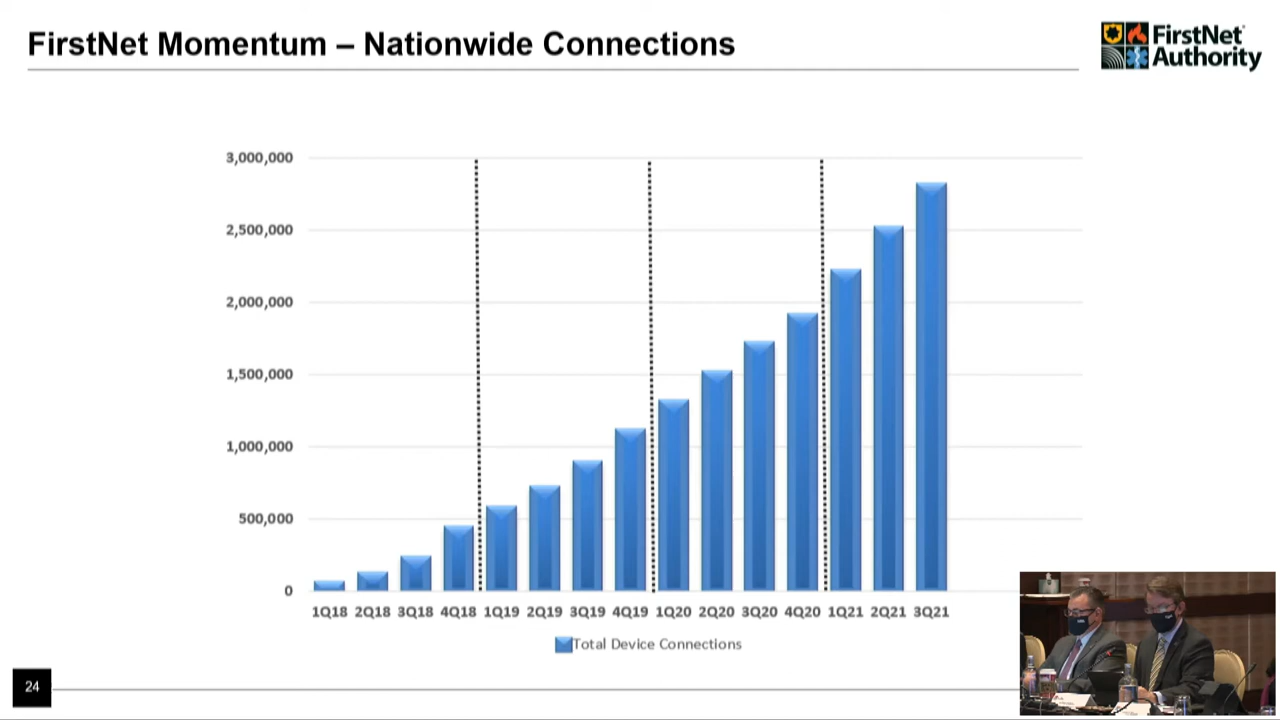 FirstNet Momentum – Nationwide Connections
FirstNet
Authority
3,000,000
2,500,000
2,000,000
1,500,000
1,000,000
500,000
0
1Q18 2Q18 3Q18 4Q18 1Q19 2Q19 3Q19 4Q19 1Q20 2Q20 3Q20 4Q20 1Q21 2Q21 3Q21
Total Device Connections
24